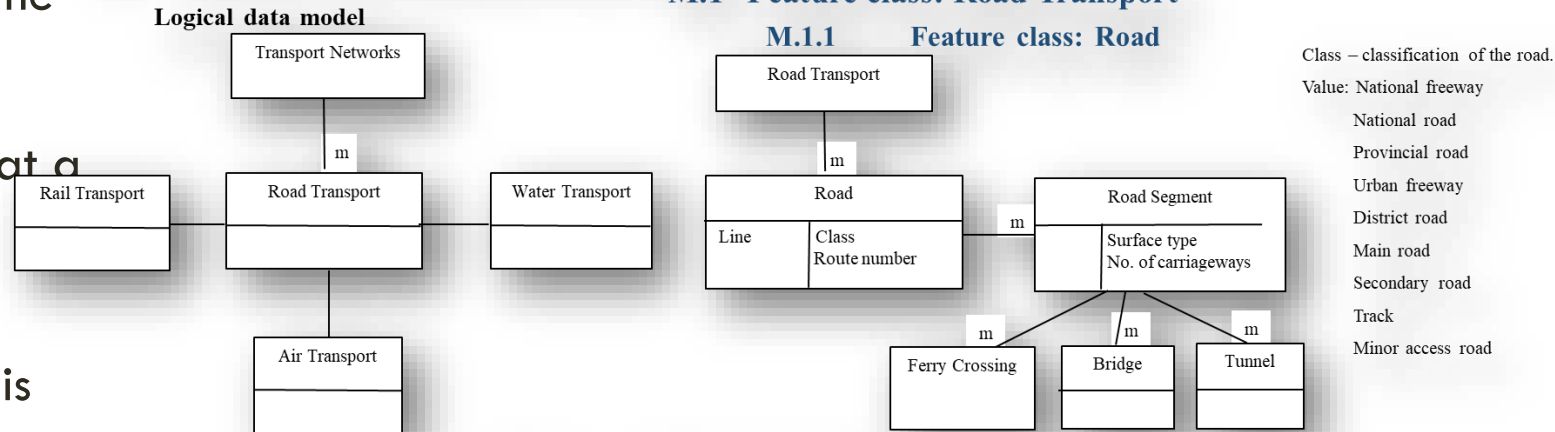 Logical data model
Transport Networks
m
Rail Transport
Road Transport
Water Transport
Air Transport
at a
is
M.1 Feature class: Road Transport
M.1.1 Feature class: Road
Road Transport
m
Road
Line
Class
Route number
m
Road Segment
Surface type
No. of carriageways
m
m
m
Ferry Crossing
Bridge
Tunnel
Class – classification of the road.
Value: National freeway
National road
Provincial road
Urban freeway
District road
Main road
Secondary road
Track
Minor access road